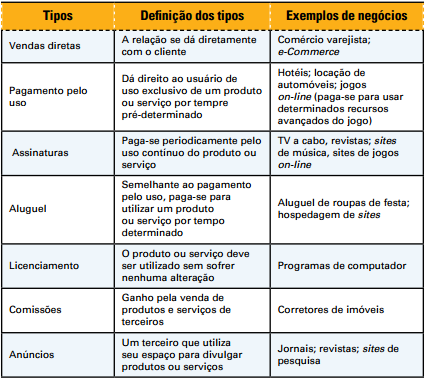 Tipos
Definição dos tipos
Exemplos de negócios
Vendas diretas
A relação se dá diretamente
com o cliente
Comércio varejista;
e-Commerce
Pagamento pelo
uso
Dá direito ao usuário de
uso exclusivo de um produto
ou serviço por tempre
pré-determinado
Hotéis; locação de
automóveis; jogos
on-line (paga-se para usar
determinados recursos
avançados do jogo)
Assinaturas
Paga-se periodicamente pelo
uso contínuo do produto ou
serviço
TV a cabo, revistas; sites
de música, sites de jogos
on-line
Aluguel
Semelhante ao pagamento
pelo uso, paga-se para
utilizar um produto
ou serviço por tempo
determinado
Aluguel de roupas de festa;
hospedagem de sites
Licenciamento
O produto ou serviço deve
ser utilizado sem sofrer
nenhuma alteração
Programas de computador
Comissões
Ganho pela venda de
produtos e serviços de
terceiros
Corretores de imóveis
Anúncios
Um terceiro que utiliza
seu espaço para divulgar
produtos ou serviços
Jornais; revistas; sites de
pesquisa